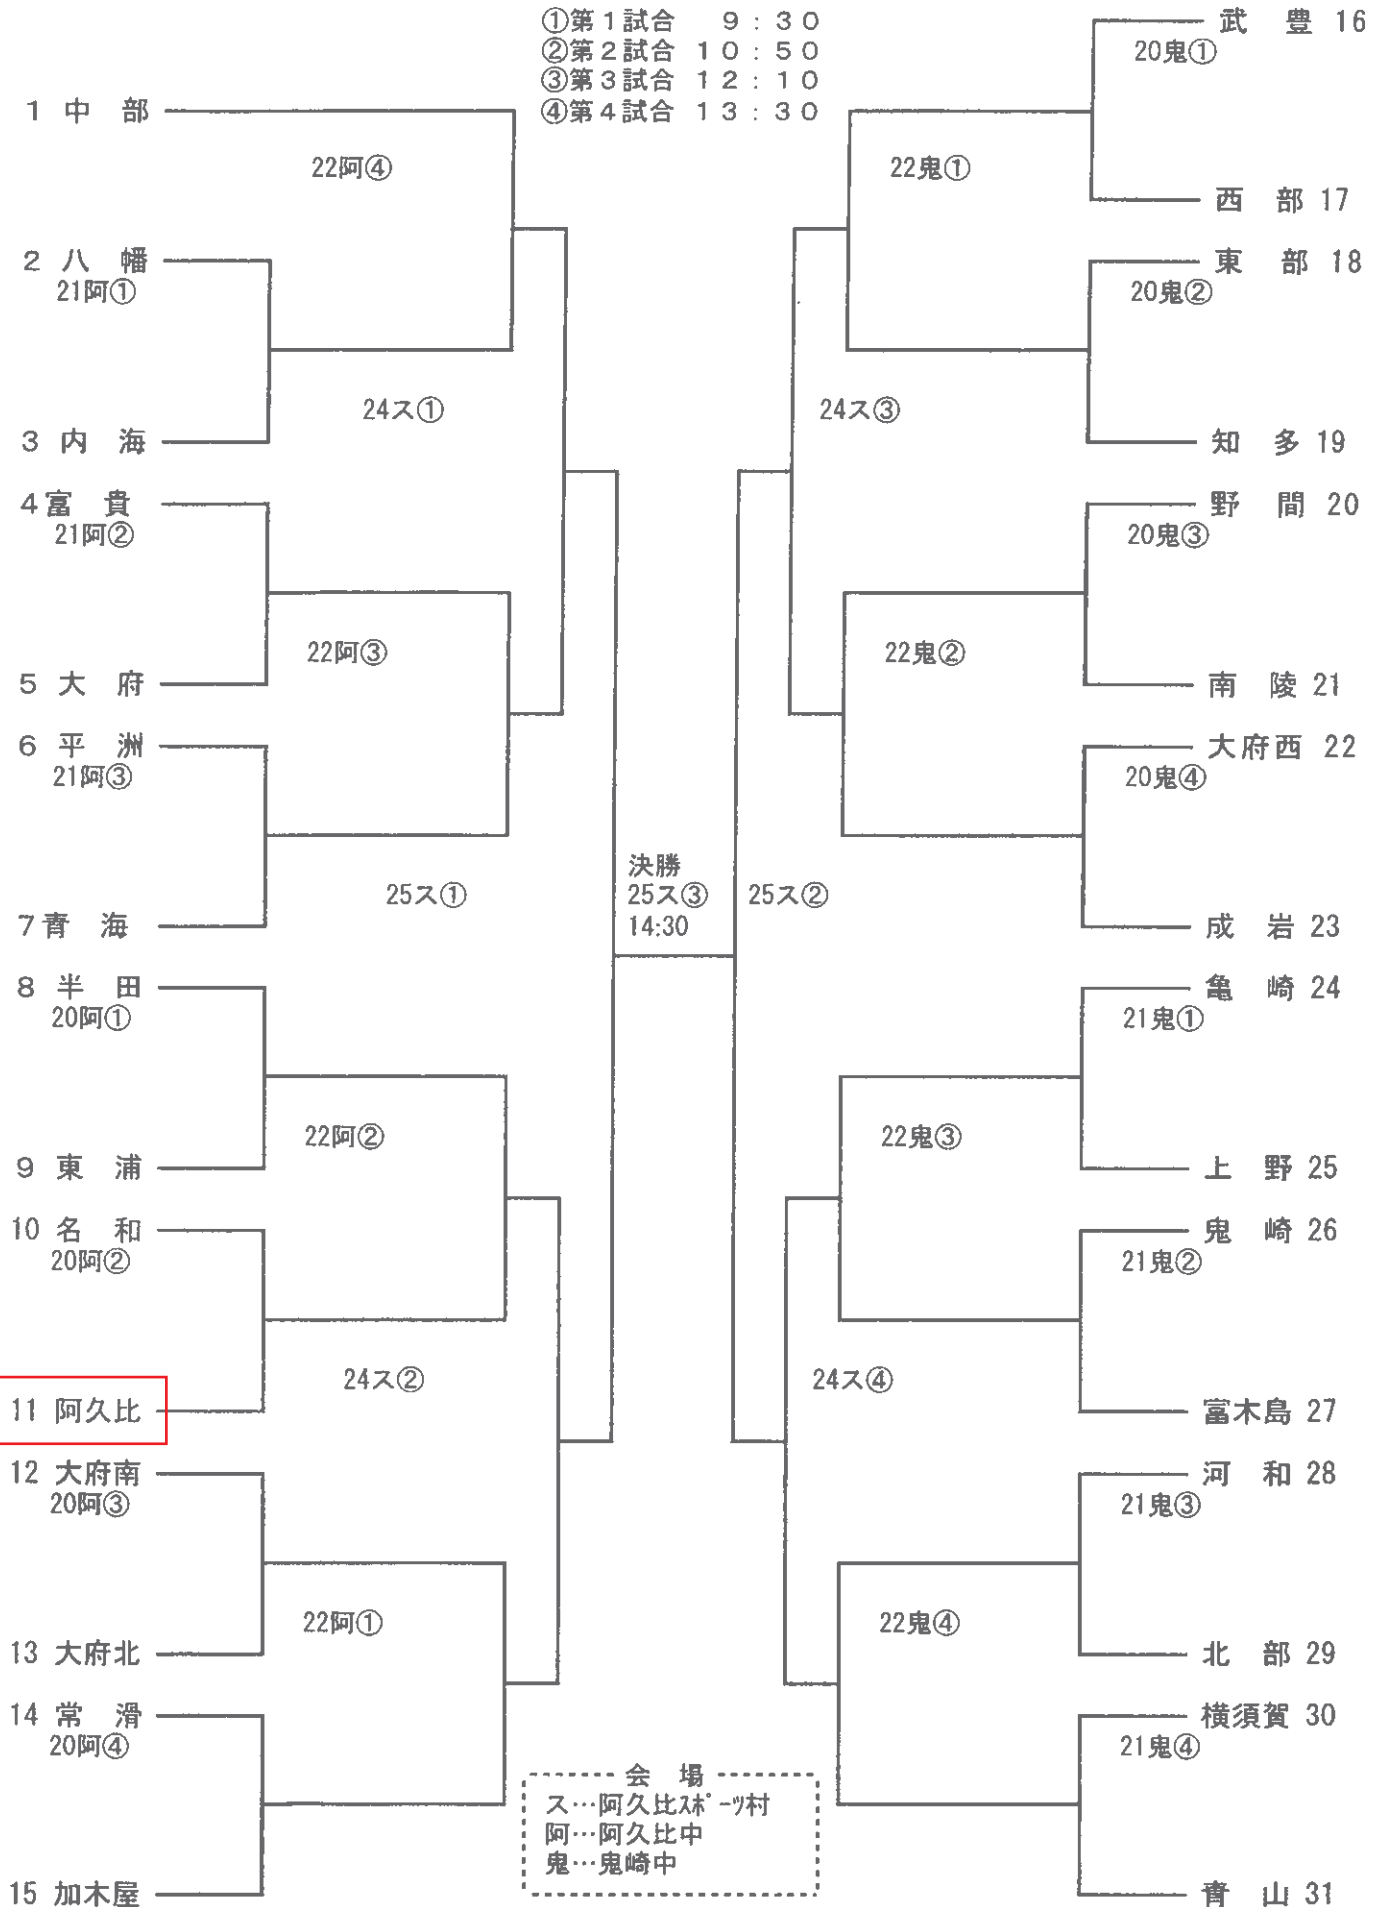 ①第1試合 9:30
②第2試合 10:50
③第3試合 12:10
④第4試合 13:30
1 中 部
22阿④
2 八 幡
21阿①
24ス①
3 内 海
4 富 貴
21阿②
22阿③
5 大 府
6 平 洲
21阿③
25ス①
7 青 海
8 半 田
20阿①
22阿②
9 東 浦
10 名 和
20阿②
24ス②
11 阿久比
12 大府南
20阿③
22阿①
13 大府北
14 常 滑
20阿④
15 加木屋
決勝
25ス③
14:30
武 豊 16
20鬼①
22鬼①
西 部 17
東 部 18
20鬼②
24ス③
知 多 19
野 間 20
20鬼③
22鬼②
南 陵 21
大府西 22
20鬼④
25ス②
成 岩 23
亀 崎 24
21鬼①
22鬼③
上 野 25
鬼 崎 26
21鬼②
24ス④
富木島 27
河 和 28
21鬼③
22鬼④
北 部 29
横須賀 30
21鬼④
青 山 31
会 場
ス…阿久比ｽﾎﾟｰﾂ村
阿…阿久比中
鬼…鬼崎中